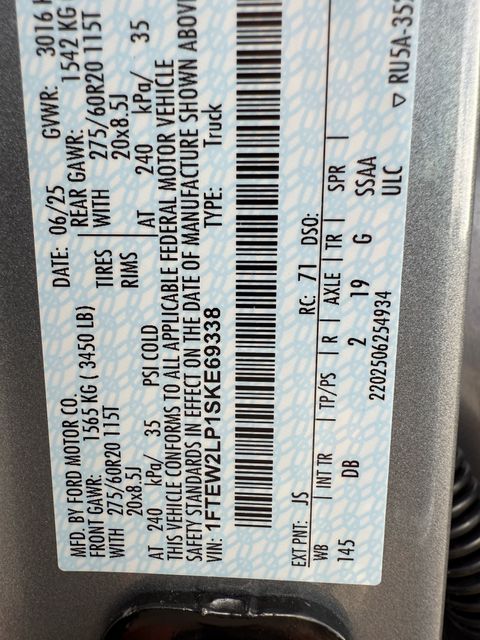 MFD. BY FORD MOTOR CO. DATE: 06/25 GVWR: 3016 K
FRONT GAWR: 1565 KG ( 3450 LB) REAR GAWR: 1542 KG
WITH 275/60R20 115T TIRES WITH 275/60R20 115T
20x8.5J RIMS 20x8.5J
AT 240 kPa/ 35 PSI COLD AT 240 kPa/ 35
THIS VEHICLE CONFORMS TO ALL APPLICABLE FEDERAL MOTOR VEHICLE
SAFETY STANDARDS IN EFFECT ON THE DATE OF MANUFACTURE SHOWN ABOVE
VIN: 1FTEW2LP1SKE69338 TYPE: Truck
EXT PNT: JS RC: 71 DSO:
WB INT TR TP/PS R AXLE TR SPR
145 DB 2 19 G SSAA
2202506254934 ULC
▽ RU5A-35